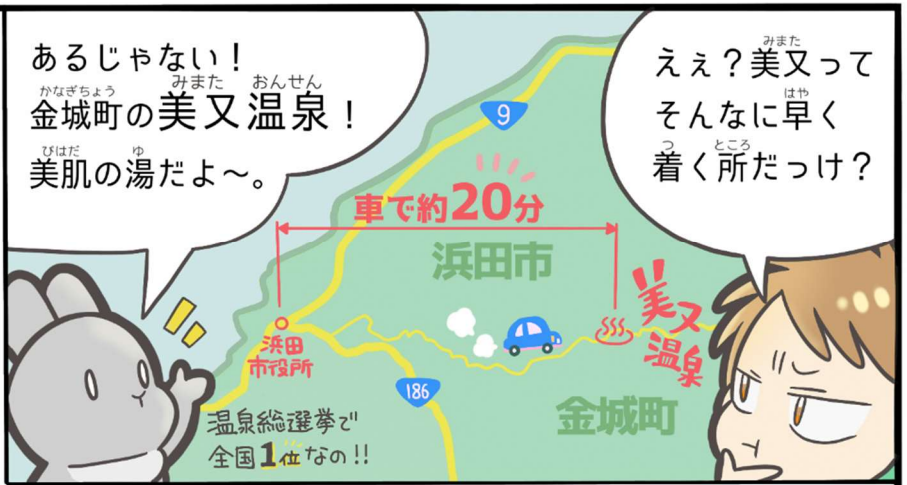 えぇ？美又って
そんなに早く
着く所だっけ？
あるじゃない！
金城町の美又温泉！
美肌の湯だよ～。
9
車で約20分
浜田市
美又
温泉
浜田
市役所
186
金城町
温泉総選挙で
全国1位なの!!